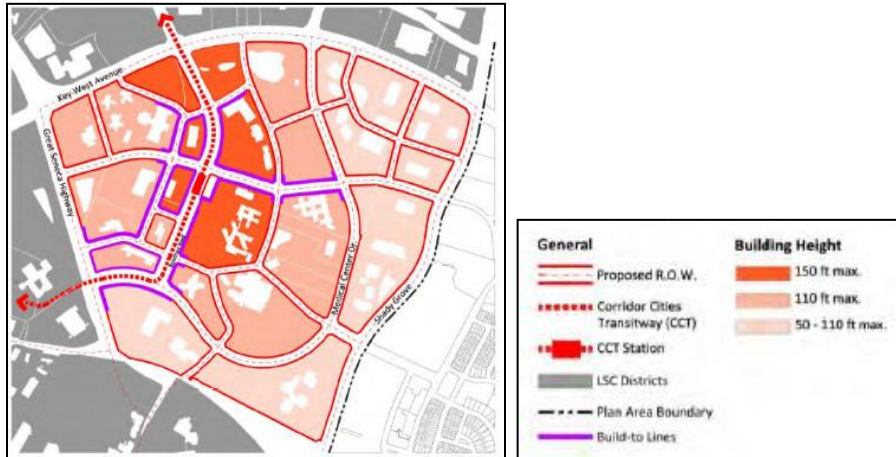 Key West Avenue
Great Seneca Highway
Medical Center Dr.
Shady Grove
General
Proposed R.O.W.
Corridor Cities
Transitway (CCT)
CCT Station
LSC Districts
Plan Area Boundary
Build-to Lines
Building Height
150 ft max.
110 ft max.
50 - 110 ft max.